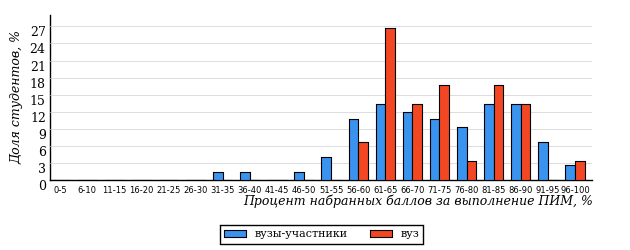 Доля студентов, %
27
24
21
18
15
12
9
6
3
0
0-5 6-10 11-15 16-20 21-25 26-30 31-35 36-40 41-45 46-50 51-55 56-60 61-65 66-70 71-75 76-80 81-85 86-90 91-95 96-100
Процент набранных баллов за выполнение ПИМ, %
вузы-участники вуз